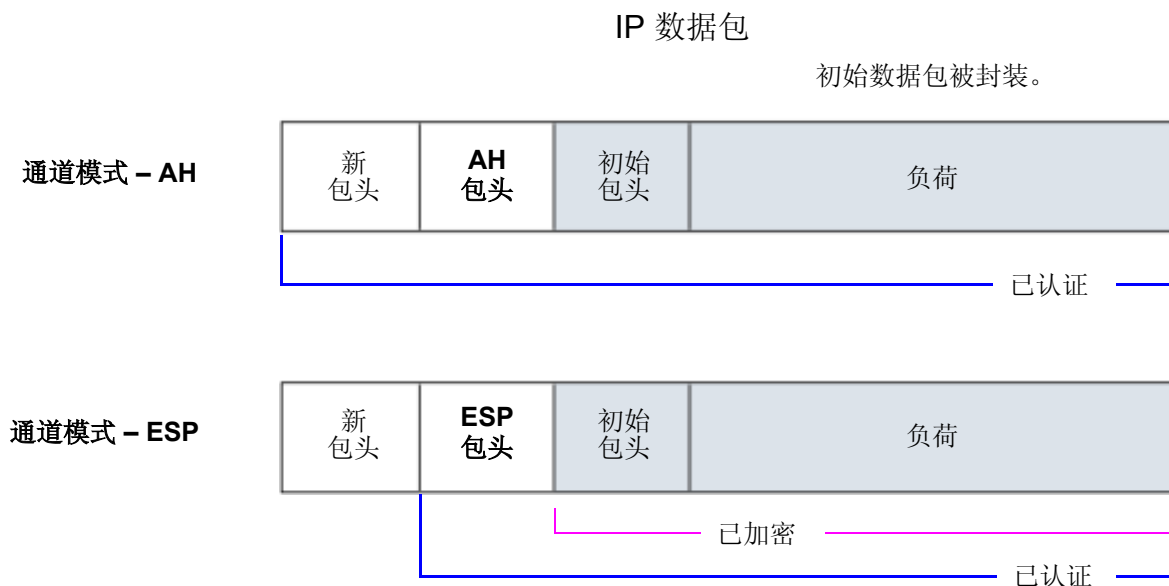 IP 数据包
初始数据包被封装。
通道模式 – AH
新
包头
AH
包头
初始
包头
负荷
已认证
通道模式 – ESP
新
包头
ESP
包头
初始
包头
负荷
已加密
已认证